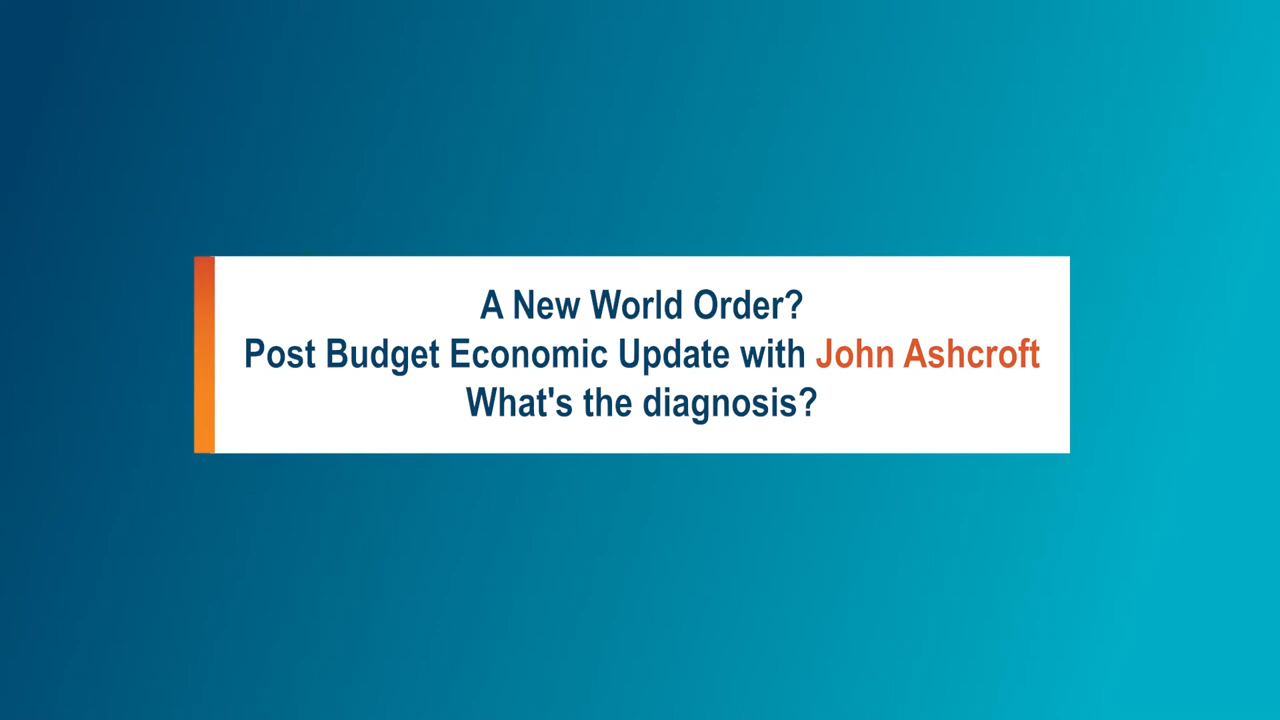 A New World Order?
Post Budget Economic Update with John Ashcroft
What's the diagnosis?